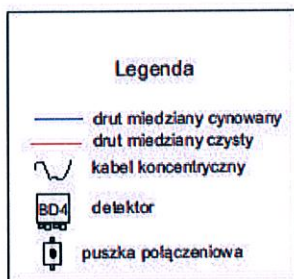 Legenda
drut miedziany cynowany
drut miedziany czysty
kabel koncentryczny
BD4 detektor
puszka połączeniowa